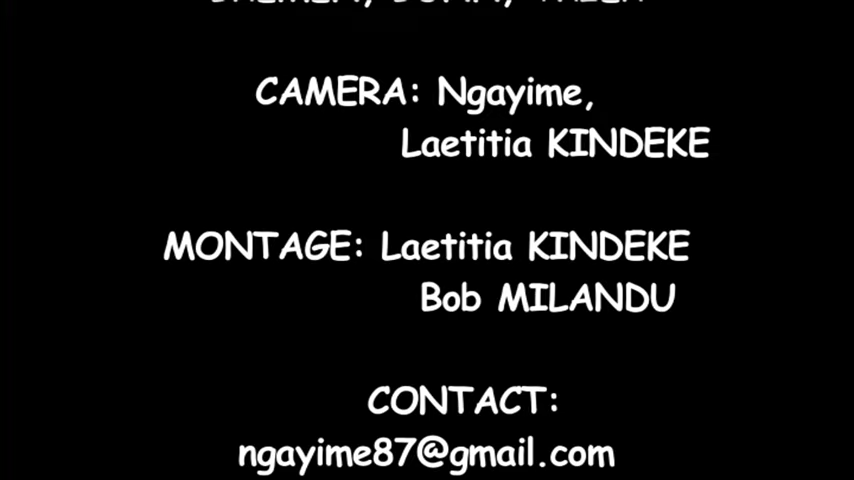 CAMERA: Ngayime,
Laetitia KINDEKE
MONTAGE: Laetitia KINDEKE
Bob MILANDU
CONTACT:
ngayime87@gmail.com